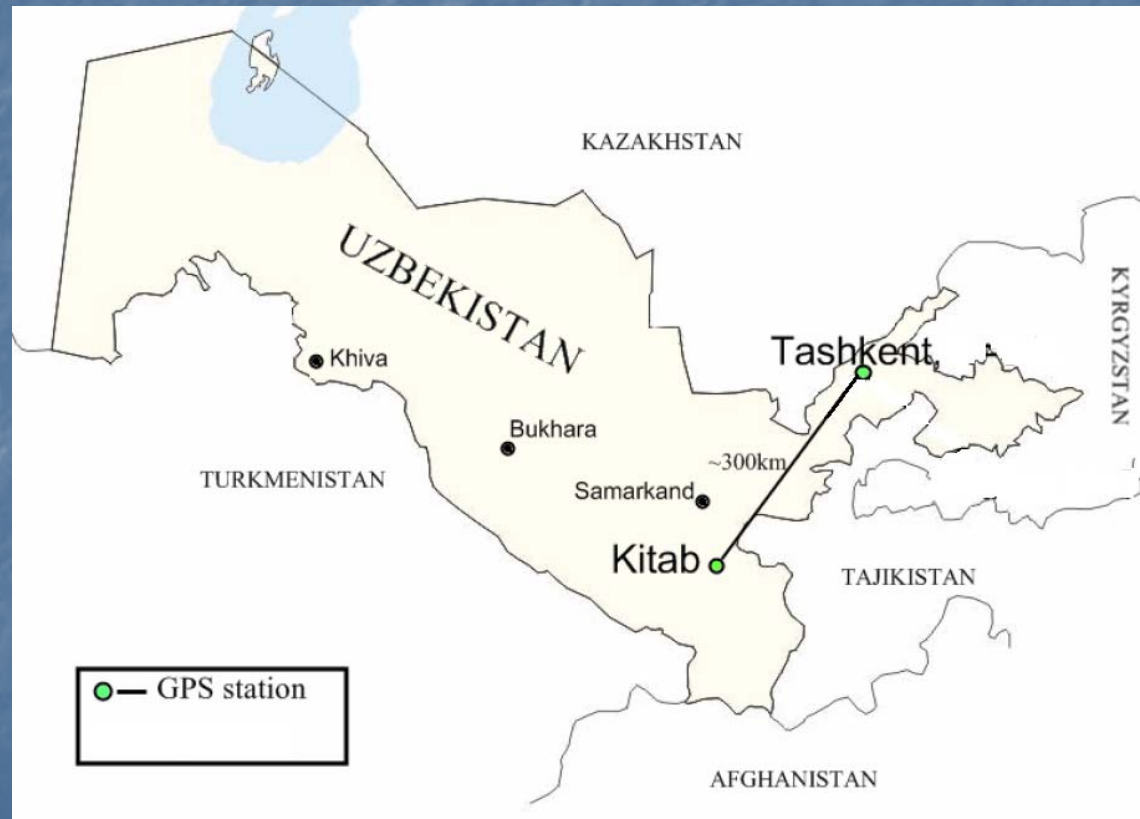 KAZAKHSTAN
UZBEKISTAN
KYRGYZSTAN
Tashkent,
Khiva
Bukhara
~300km
TURKMENISTAN
Samarkand
Kitab
TAJIKISTAN
GPS station
AFGHANISTAN